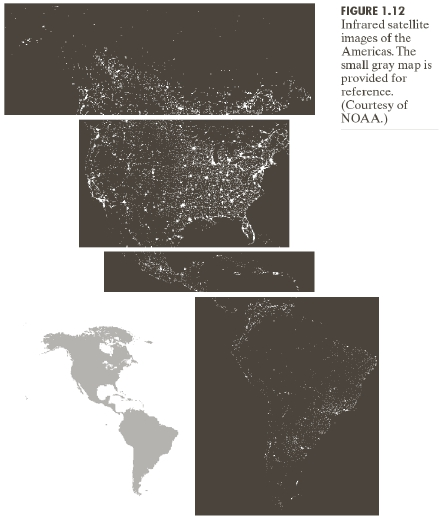 FIGURE 1.12
Infrared satellite
images of the
Americas. The
small gray map is
provided for
reference.
(Courtesy of
NOAA.)